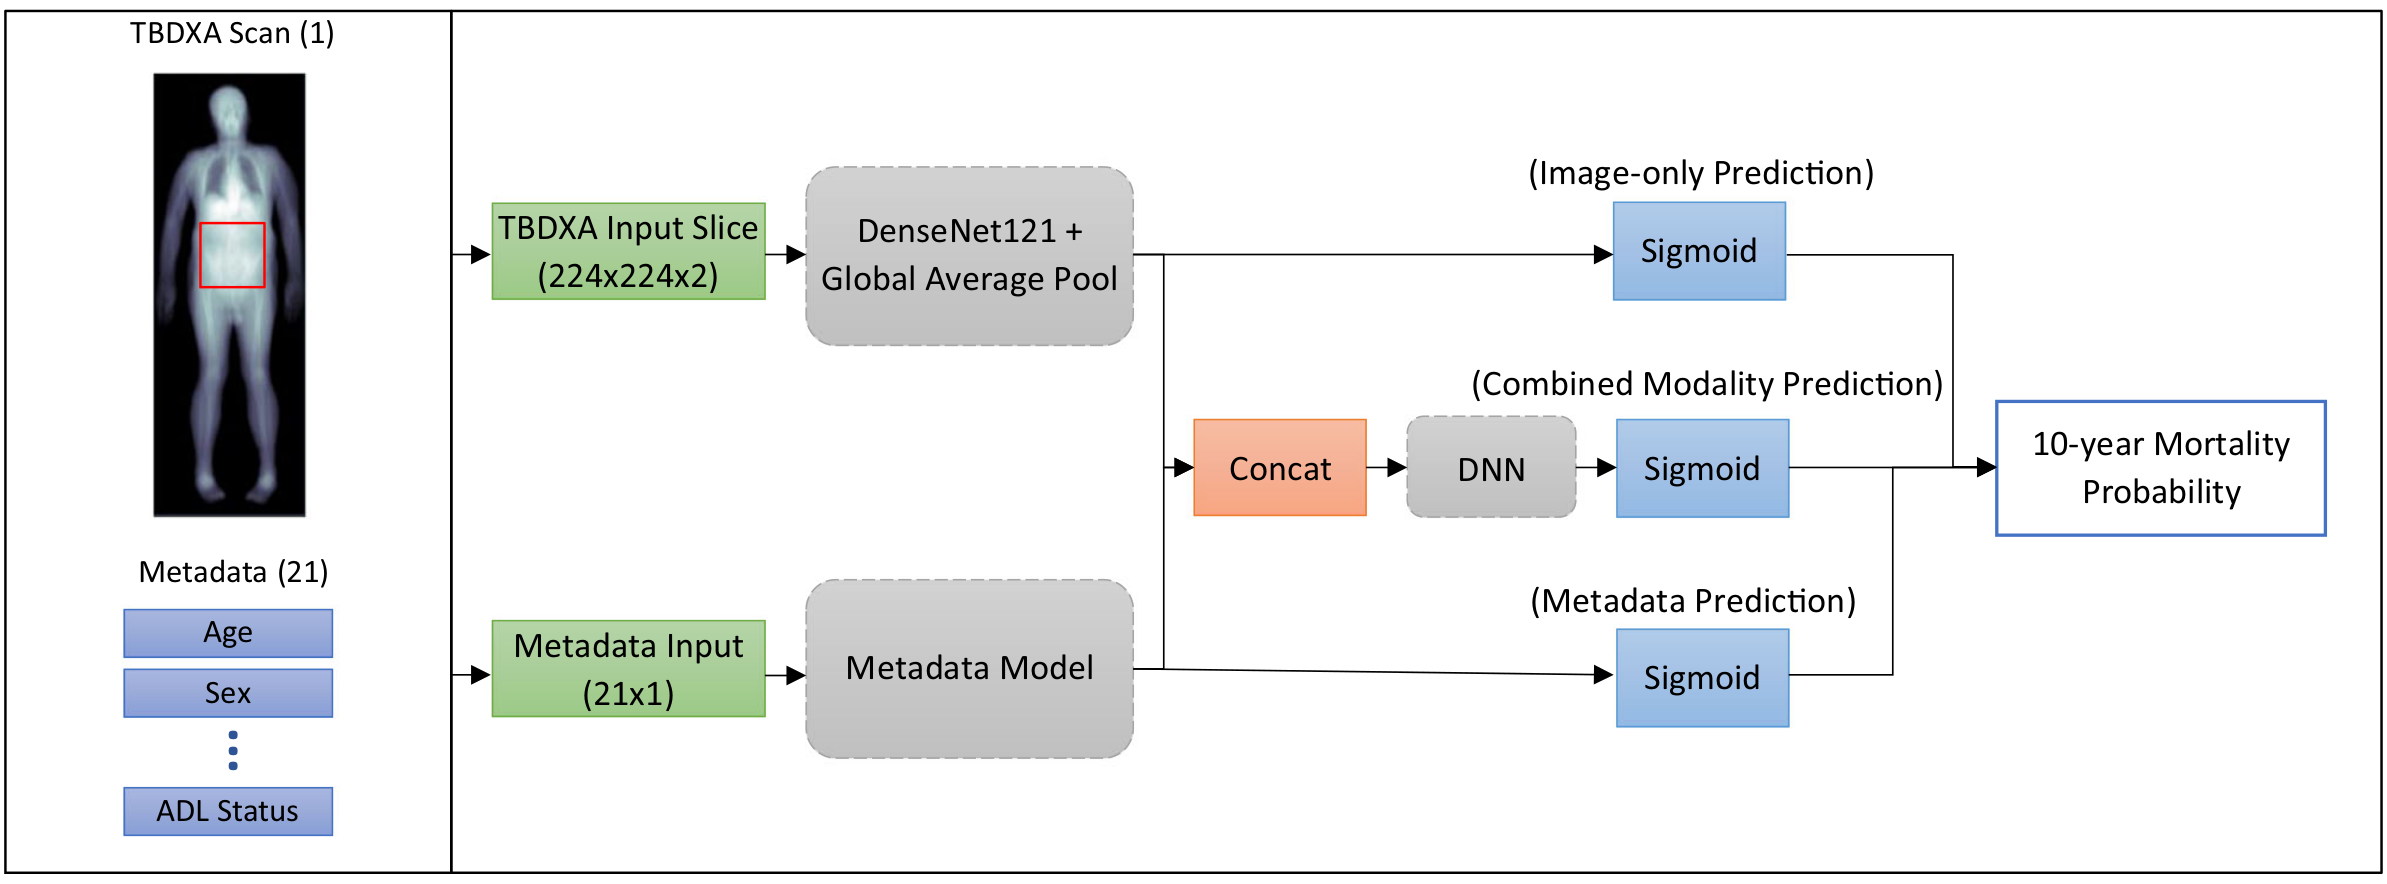 TBDXA Scan (1)
Metadata (21)
Age
Sex
ADL Status
TBDXA Input Slice
(224x224x2)
DenseNet121 +
Global Average Pool
(Image-only Prediction)
Sigmoid
(Combined Modality Prediction)
Concat
DNN
Sigmoid
10-year Mortality
Probability
Metadata Input
(21x1)
Metadata Model
(Metadata Prediction)
Sigmoid